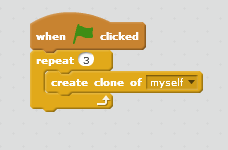 when clicked
repeat 3
create clone of myself